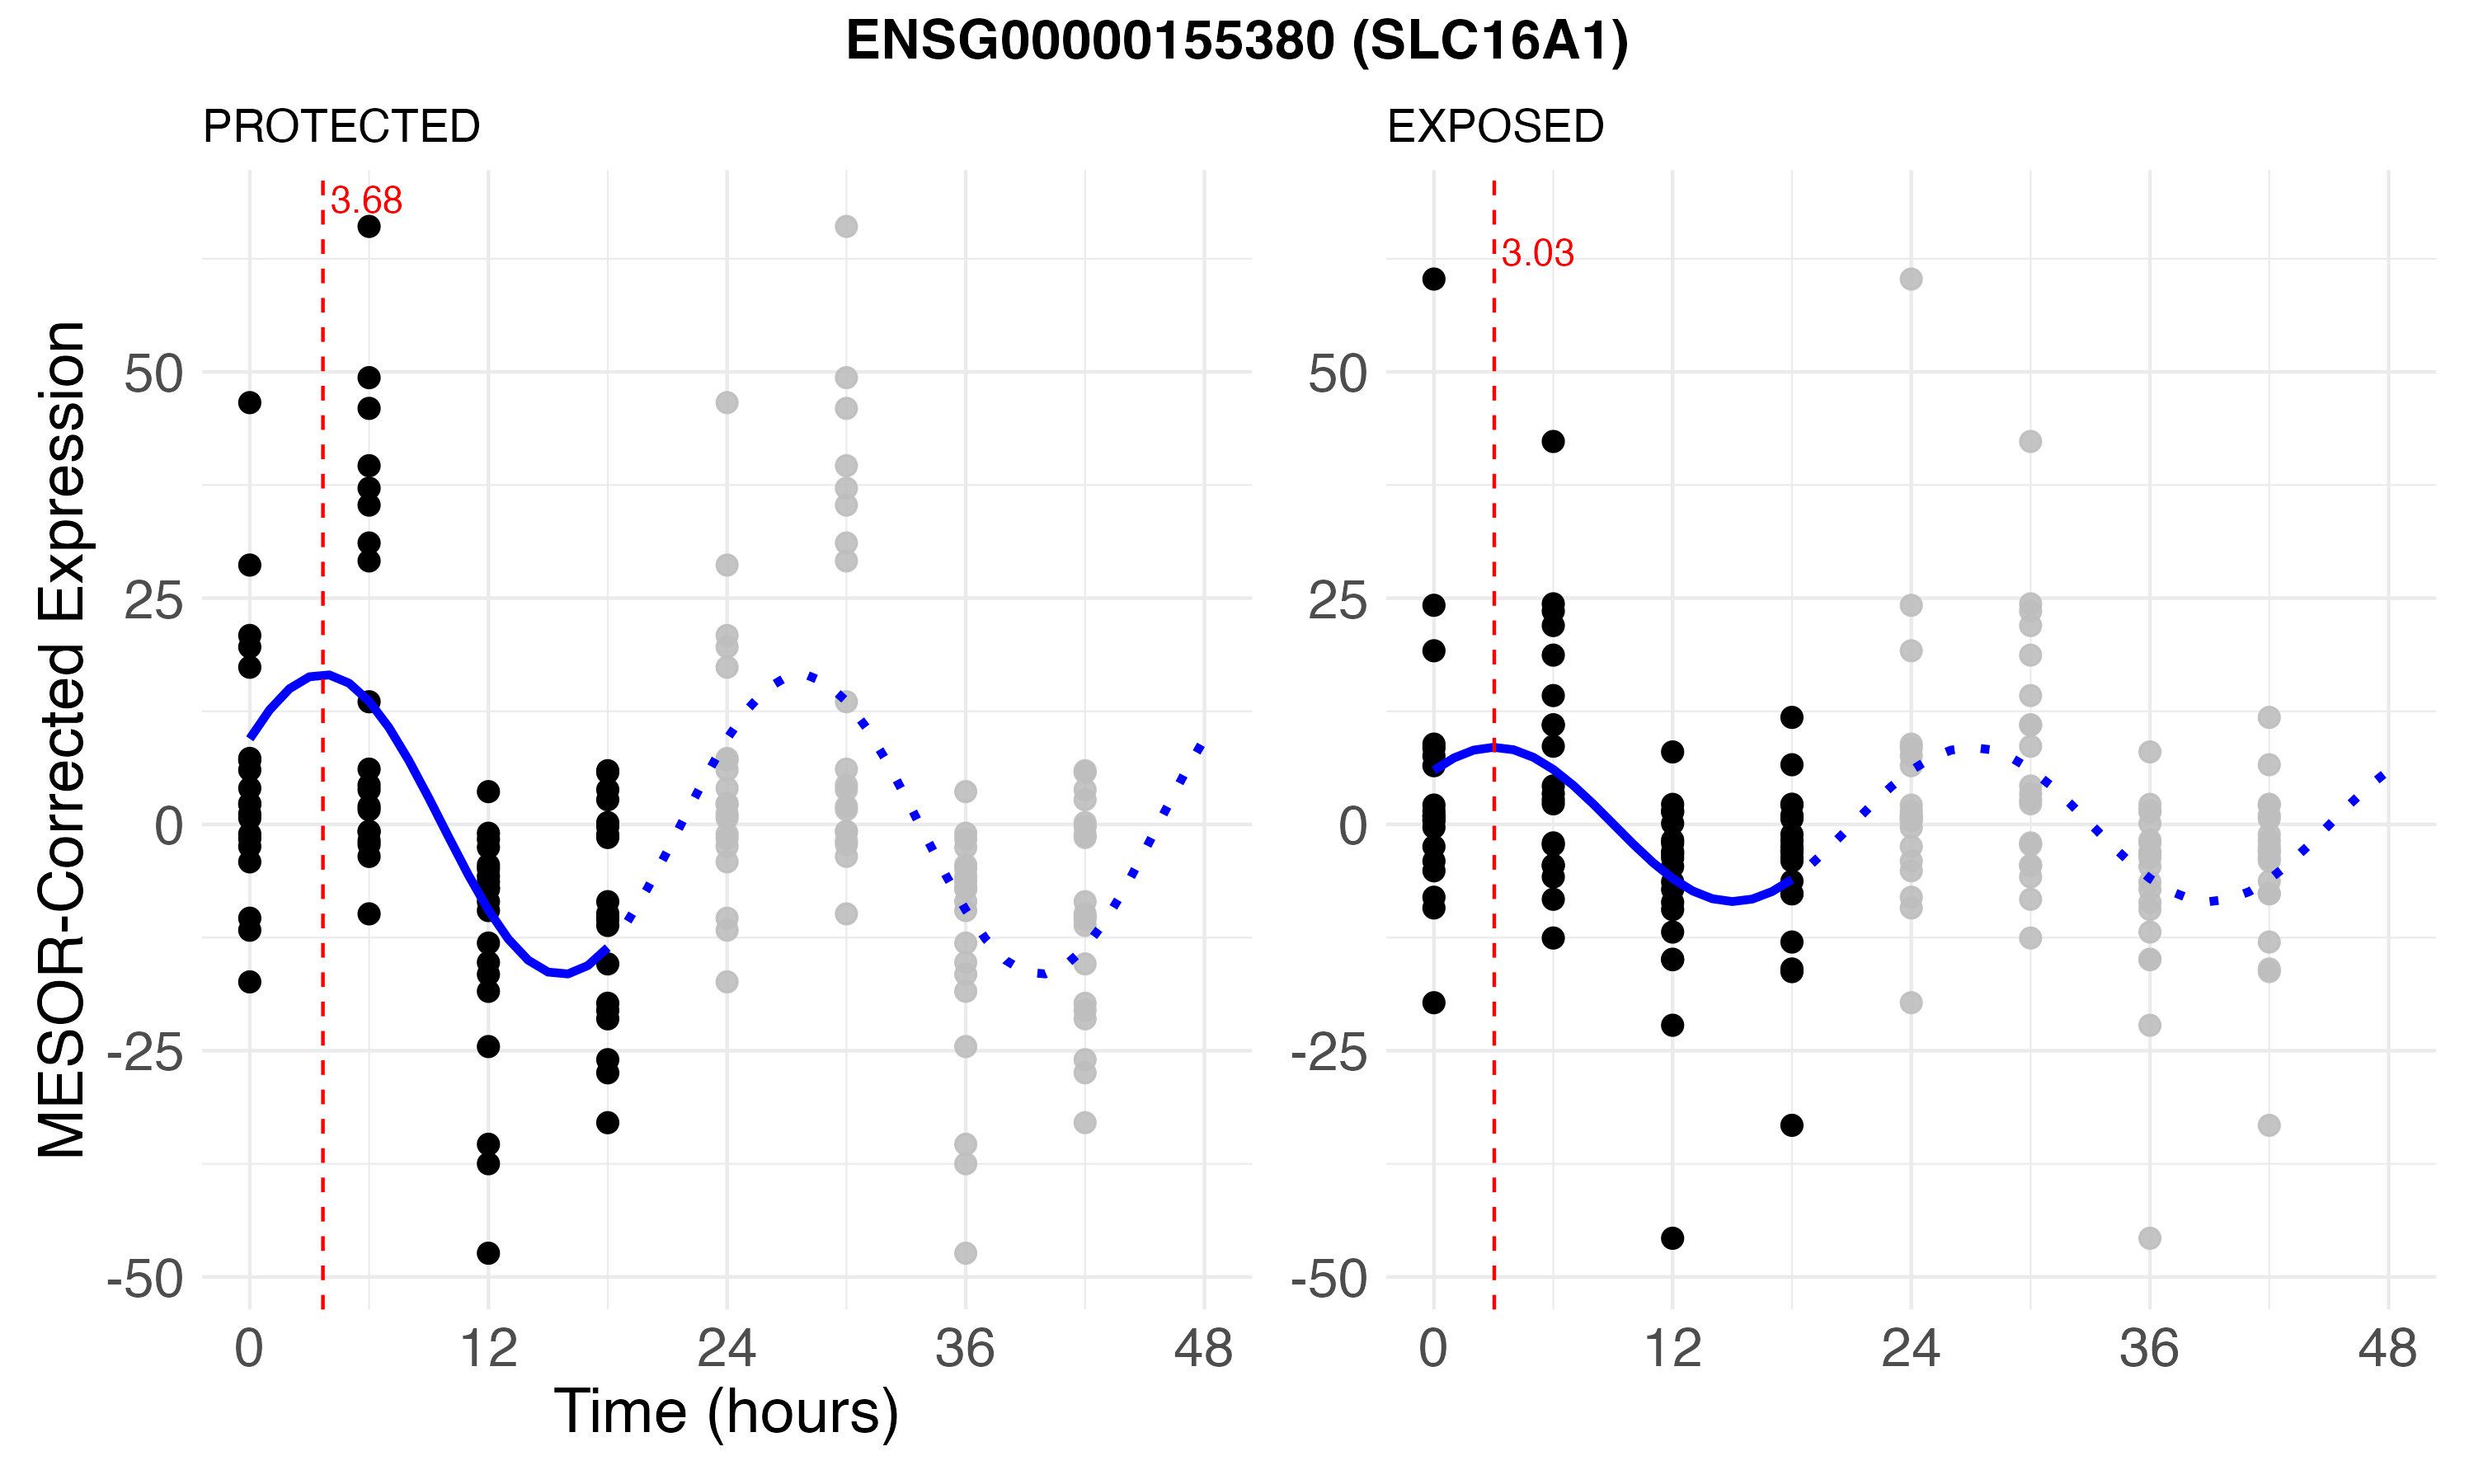 ENSG00000155380 (SLC16A1)
PROTECTED
EXPOSED
MESOR-Corrected Expression
3.68
50
25
0
-25
-50
0 12 24 36 48
3.03
50
25
0
-25
-50
0 12 24 36 48
Time (hours)